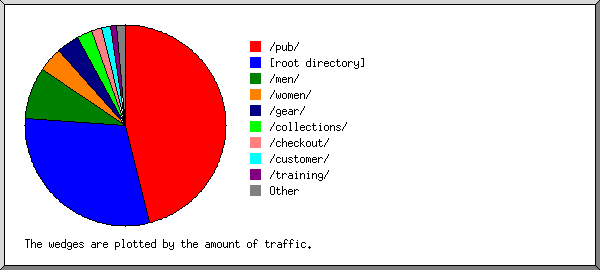 /pub/
[root directory]
/men/
/women/
/gear/
/collections/
/checkout/
/customer/
/training/
Other
The wedges are plotted by the amount of traffic.